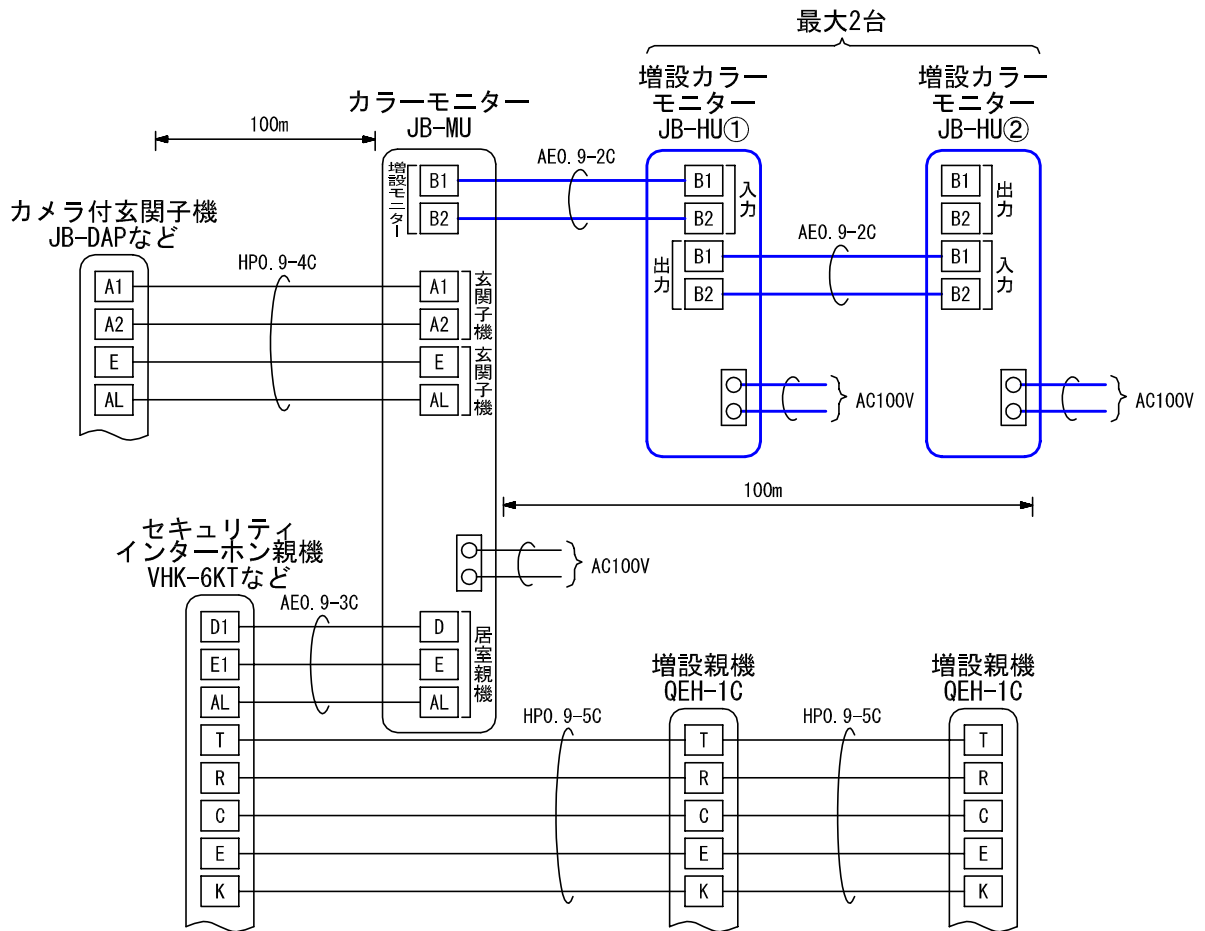 最大2台
増設カラー
モニター
JB-HU①
増設カラー
モニター
JB-HU②
カラーモニター
JB-MU
100m
カメラ付玄関子機
JB-DAPなど
HP0.9-4C
A1
A2
E
AL
増設モニター
B1
B2
A1
A2
玄関子機
E
AL
玄関子機
AE0.9-2C
B1
B2
入力
出力
B1
B2
AC100V
AE0.9-2C
B1
B2
出力
B1
B2
入力
AC100V
100m
AC100V
セキュリティ
インターホン親機
VHK-6KTなど
AE0.9-3C
D1
E1
AL
T
R
C
E
K
D
E
AL
居室親機
HP0.9-5C
増設親機
QEH-1C
T
R
C
E
K
HP0.9-5C
増設親機
QEH-1C
T
R
C
E
K